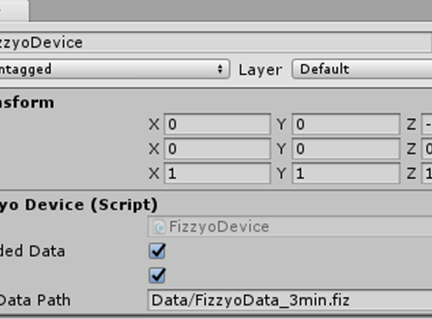 zzyoDevice
ntagged Layer Default
nsform
X 0 Y 0 Z -
X 0 Y 0 Z 0
X 1 Y 1 Z 1
yo Device (Script)
FizzyoDevice
ded Data
Data Path Data/FizzyoData_3min.fiz